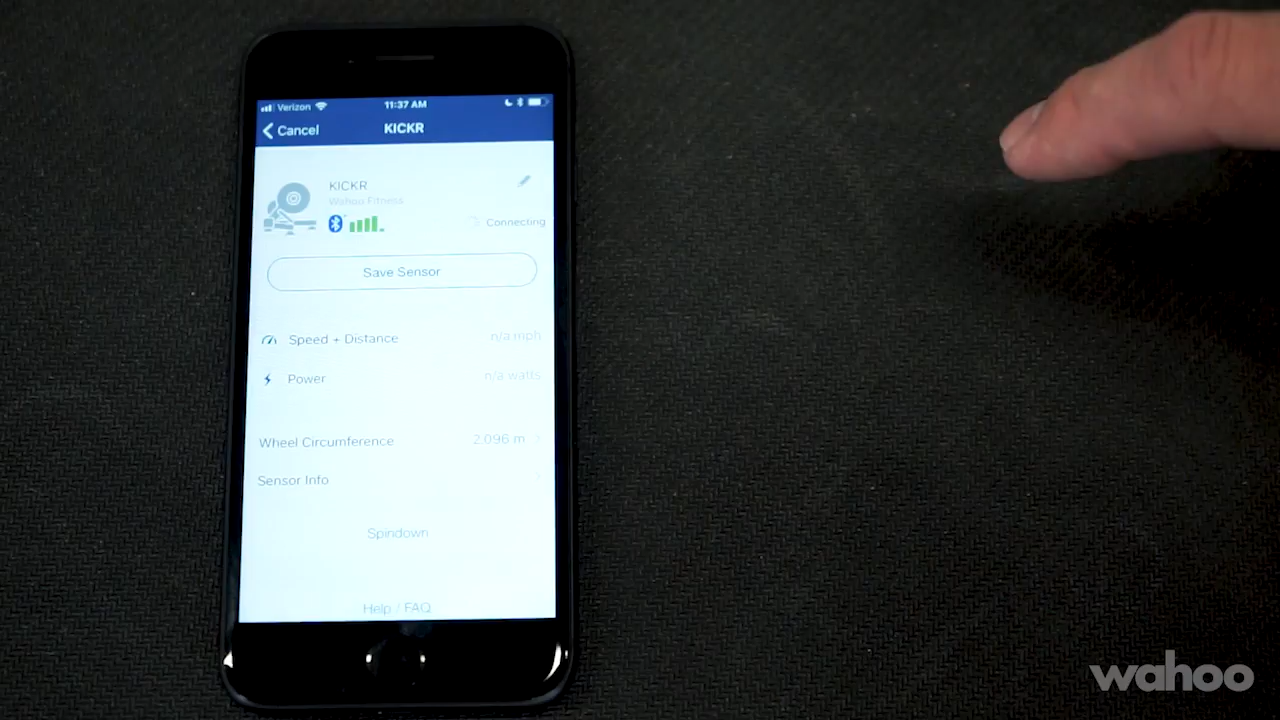 Verizon 11:37 AM
Cancel KICKR
KICKR
Wahoo Fitness
Connecting
Save Sensor
Speed + Distance n/a mph
Power n/a watts
Wheel Circumference 2.096 m
Sensor Info
Spindown
Help / FAQ
wahoo